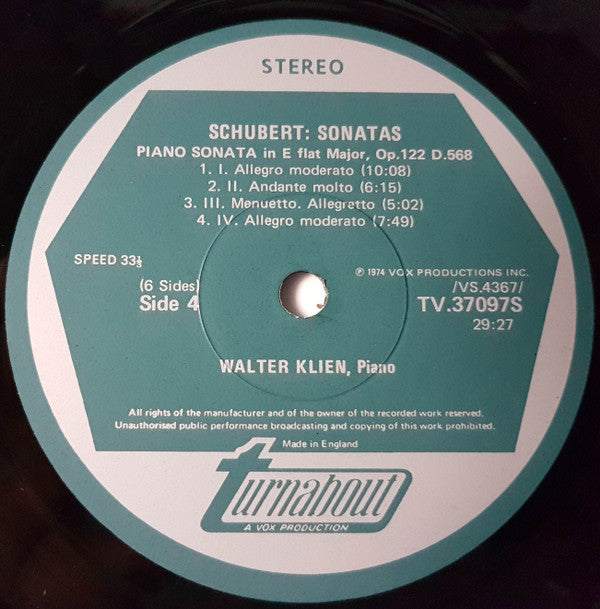 STEREO
SCHUBERT: SONATAS
PIANO SONATA in E flat Major, Op.122 D.568
1. I. Allegro moderato (10:08)
2. II. Andante molto (6:15)
3. III. Menuetto. Allegretto (5:02)
4. IV. Allegro moderato (7:49)
SPEED 33⅓
(6 Sides)
Side 4
℗ 1974 VOX PRODUCTIONS INC.
/VS.4367/
TV.37097S
29:27
WALTER KLIEN, Piano
All rights of the manufacturer and of the owner of the recorded work reserved.
Unauthorised public performance broadcasting and copying of this work prohibited.
Made in England
turnabout
A VOX PRODUCTION